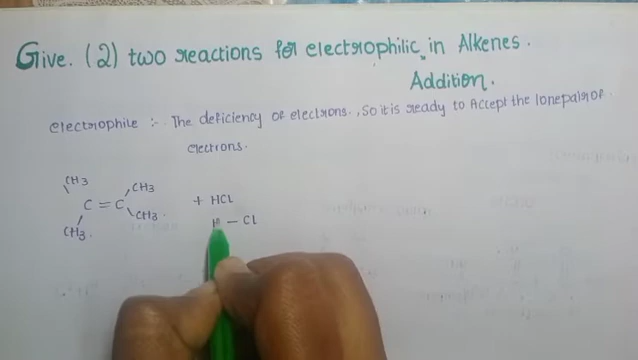 Give. (2) two reactions for electrophilic in Alkenes.
Addition.
electrophile :- The deficiency of electrons., So it is ready to Accept the lonepair of
electrons.
CH3
CH3
C = C
+ HCL
CH3.
CH3.
H - Cl